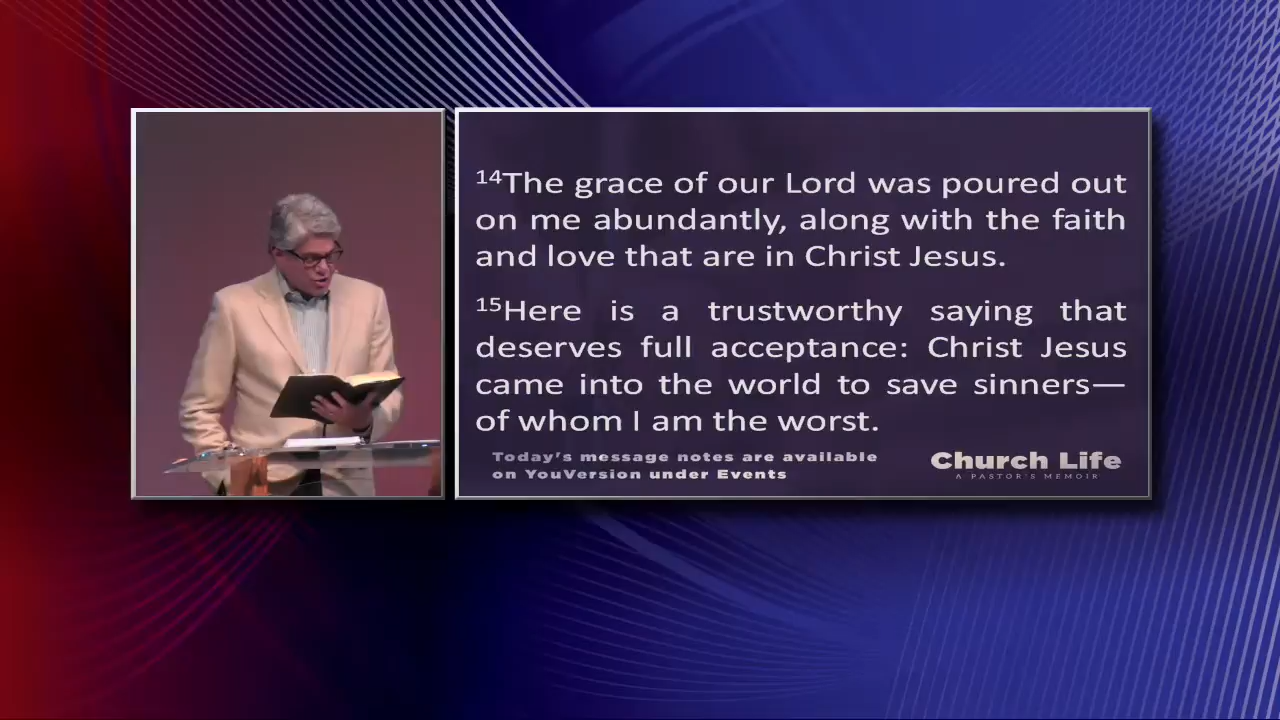 ¹⁴The grace of our Lord was poured out
on me abundantly, along with the faith
and love that are in Christ Jesus.
¹⁵Here is a trustworthy saying that
deserves full acceptance: Christ Jesus
came into the world to save sinners—
of whom I am the worst.
Today's message notes are available
on YouVersion under Events
Church Life
A PASTOR'S MEMOIR